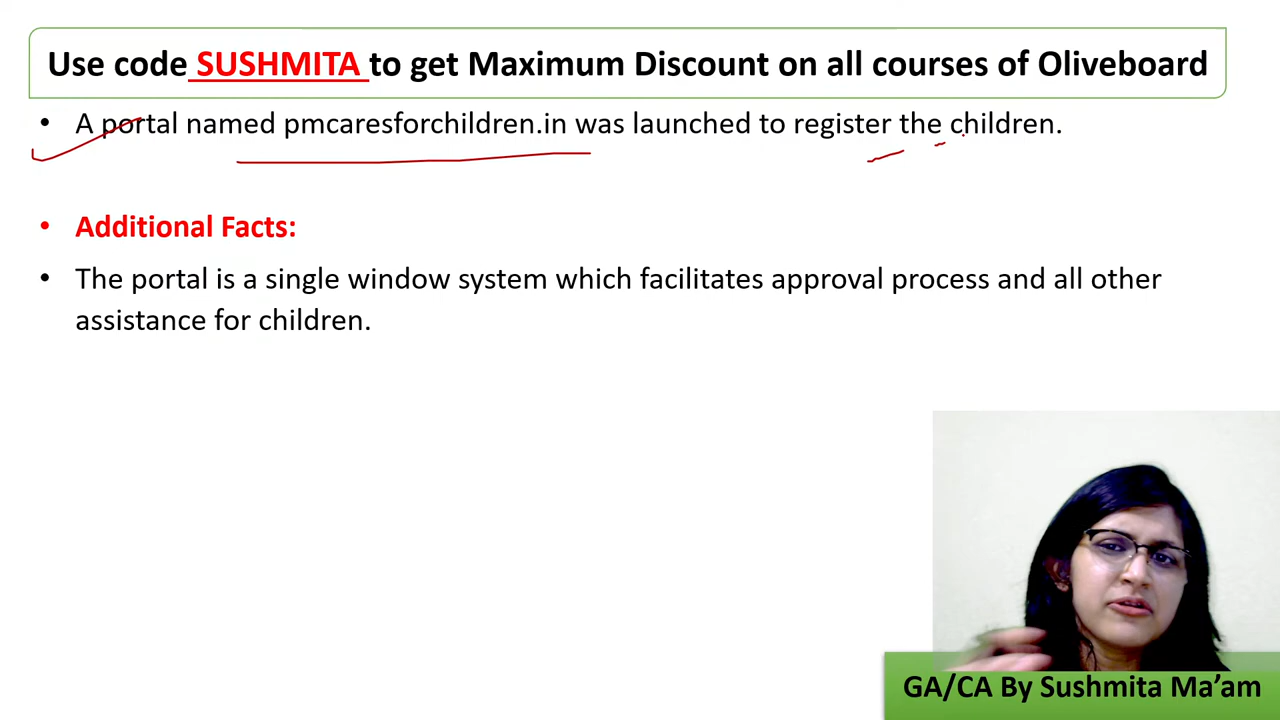 Use code SUSHMITA to get Maximum Discount on all courses of Oliveboard
• A portal named pmcaresforchildren.in was launched to register the children.
• Additional Facts:
• The portal is a single window system which facilitates approval process and all other
assistance for children.
GA/CA By Sushmita Ma’am